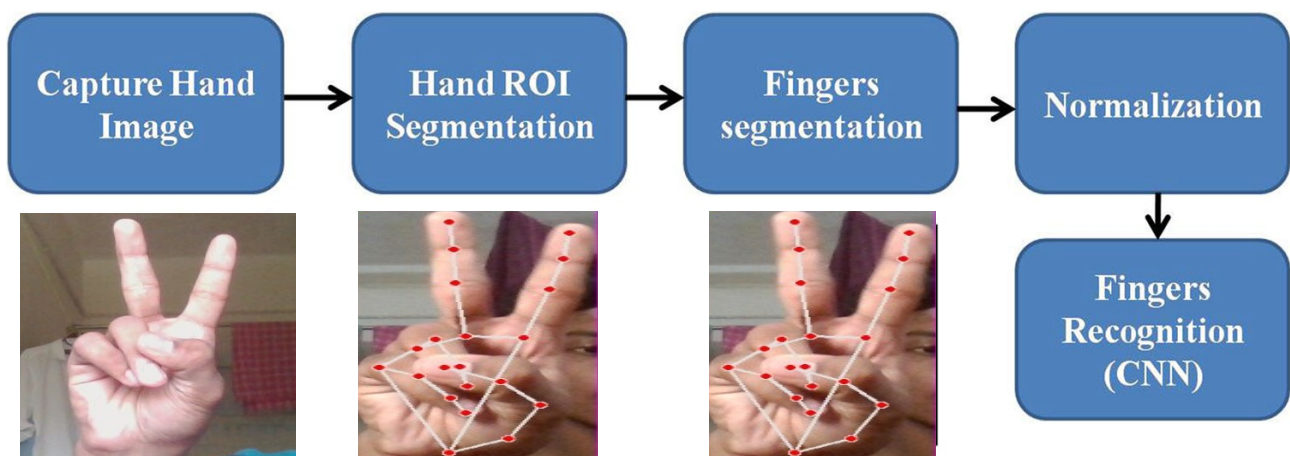 Capture Hand
Image
Hand ROI
Segmentation
Fingers
segmentation
Normalization
Fingers
Recognition
(CNN)